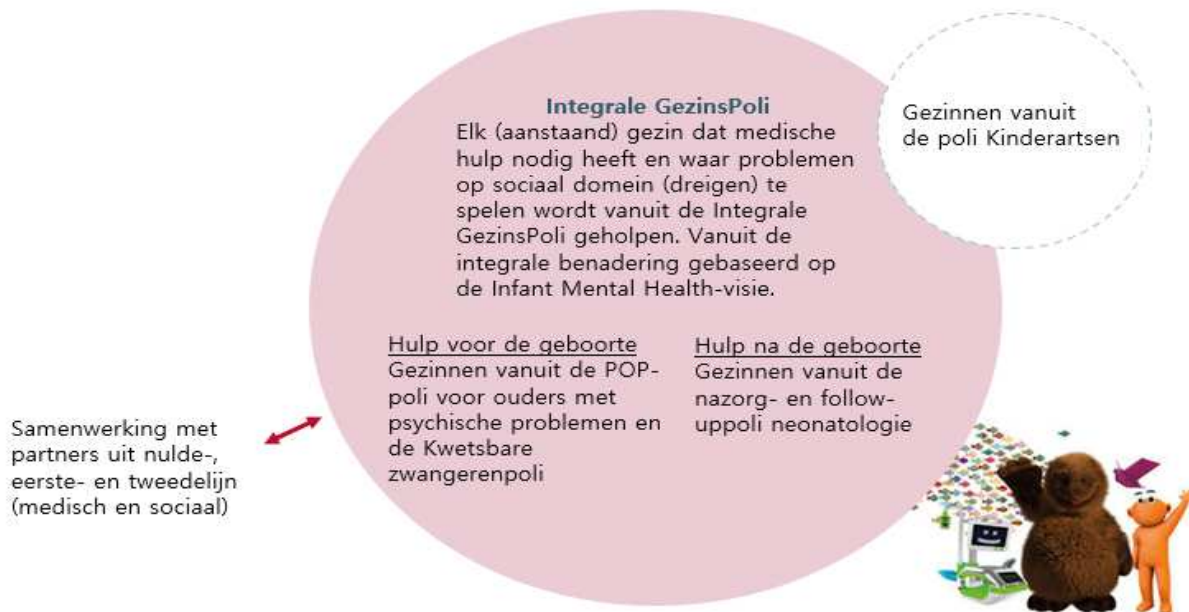 Integrale GezinsPoli
Elk (aanstaand) gezin dat medische
hulp nodig heeft en waar problemen
op sociaal domein (dreigen) te
spelen wordt vanuit de Integrale
GezinsPoli geholpen. Vanuit de
integrale benadering gebaseerd op
de Infant Mental Health-visie.
Gezinnen vanuit
de poli Kinderartsen
Hulp voor de geboorte
Gezinnen vanuit de POP-
poli voor ouders met
psychische problemen en
de Kwetsbare
zwangerenpoli
Hulp na de geboorte
Gezinnen vanuit de
nazorg- en follow-
uppoli neonatologie
Samenwerking met
partners uit nulde-,
eerste- en tweedelijn
(medisch en sociaal)